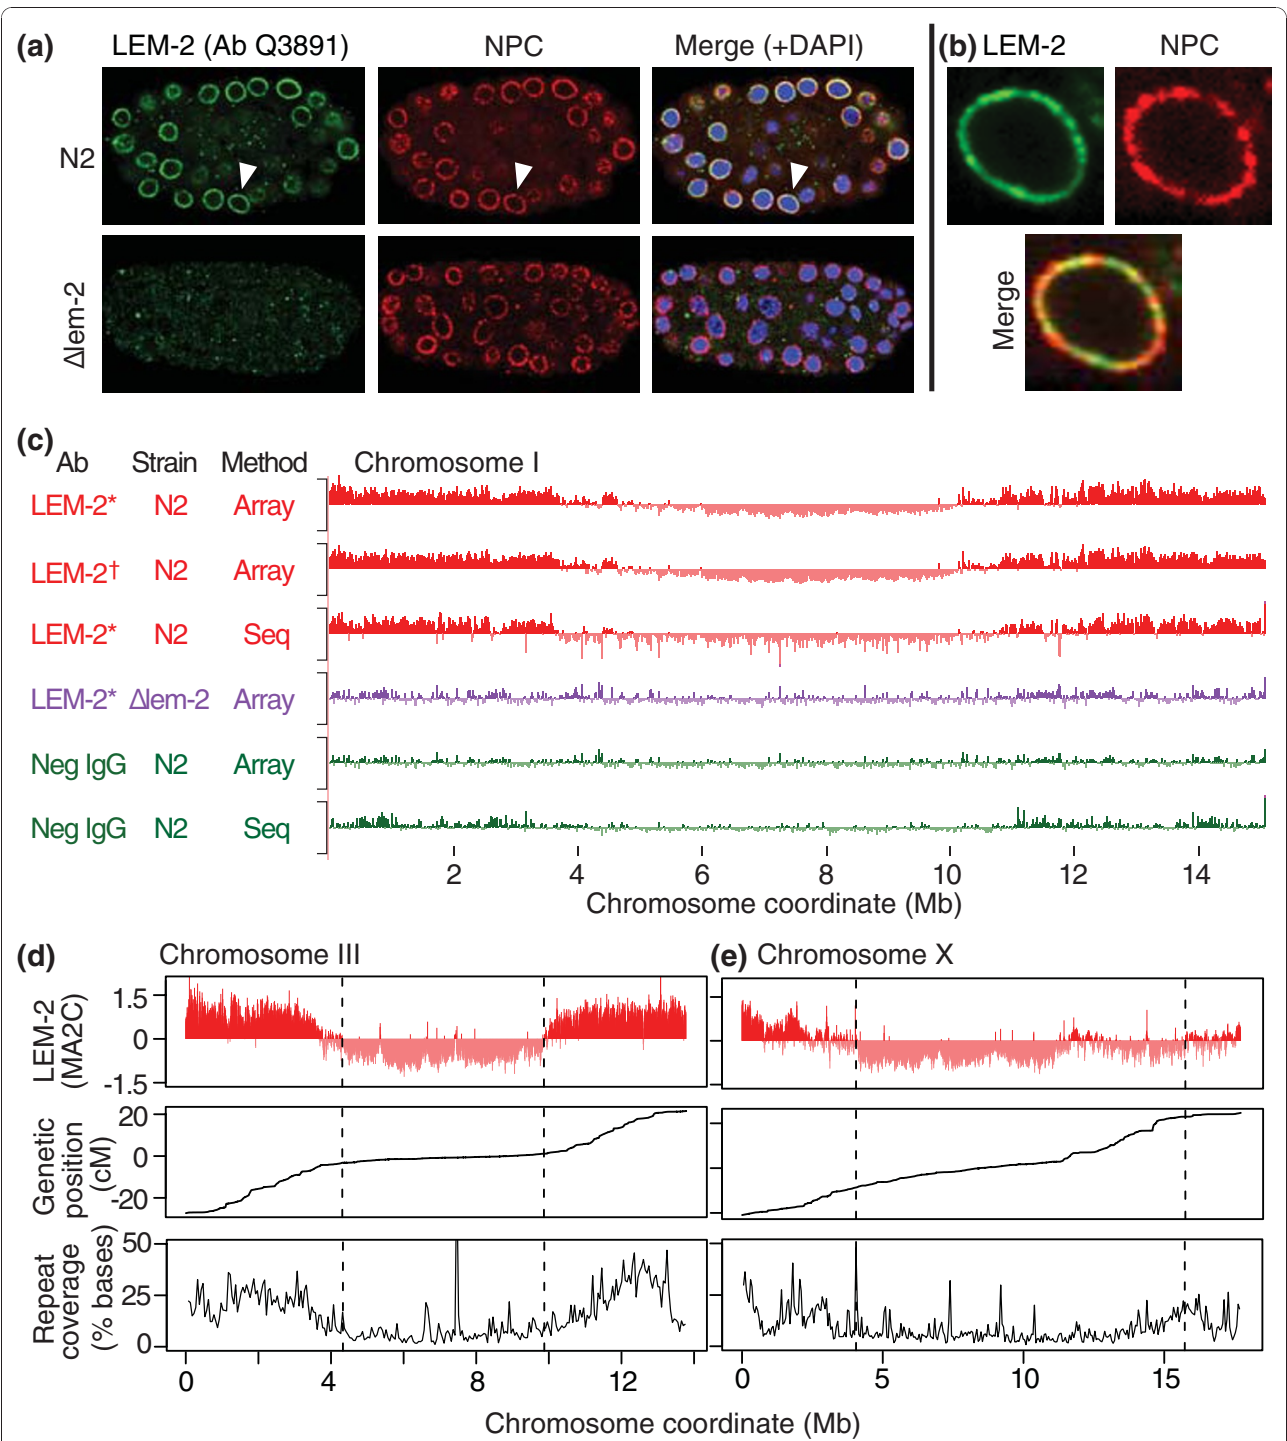 (a) LEM-2 (Ab Q3891) NPC Merge (+DAPI)
N2
Δlem-2
(b) LEM-2 NPC
Merge
(c)
Ab Strain Method Chromosome I
LEM-2* N2 Array
LEM-2† N2 Array
LEM-2* N2 Seq
LEM-2* Δlem-2 Array
Neg IgG N2 Array
Neg IgG N2 Seq
2 4 6 8 10 12 14
Chromosome coordinate (Mb)
(d) Chromosome III
LEM-2
(MA2C)
1.5
0
-1.5
Genetic
position
(cM)
20
0
-20
Repeat
coverage
(% bases)
50
25
0
0 4 8 12
(e) Chromosome X
0 5 10 15
Chromosome coordinate (Mb)